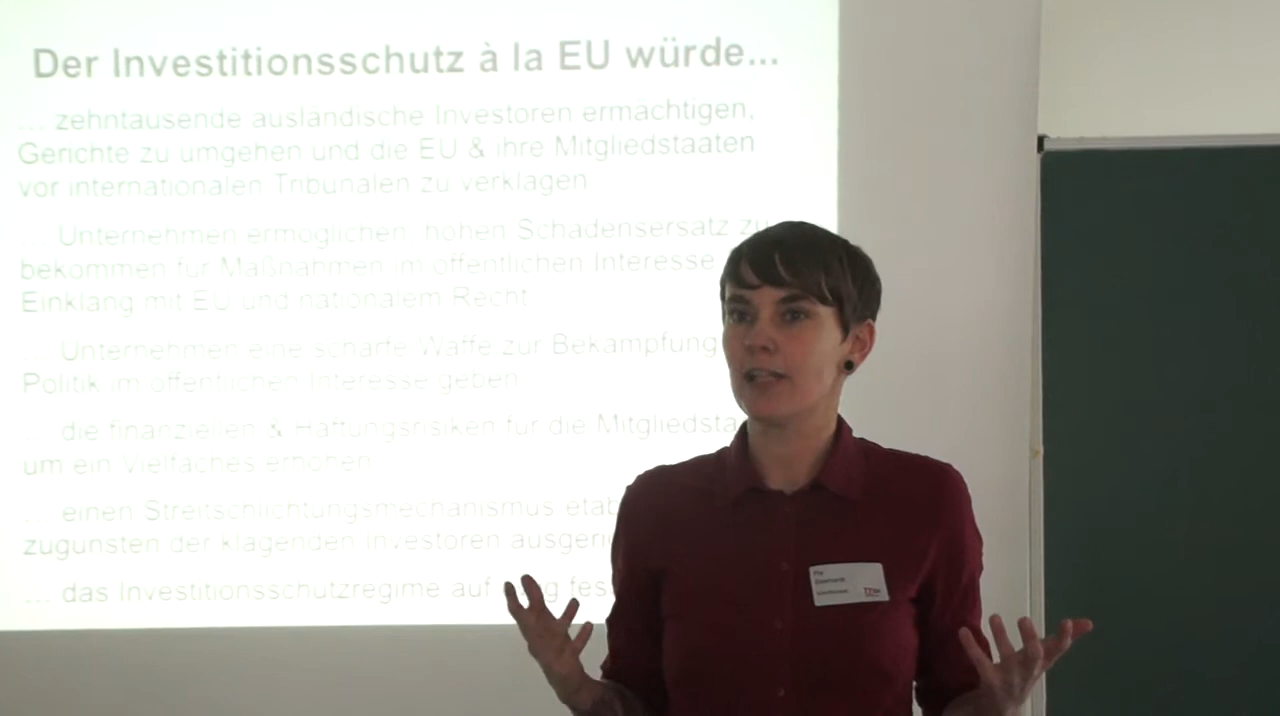 Der Investitionsschutz à la EU würde...
... zehntausende ausländische Investoren ermächtigen,
Gerichte zu umgehen und die EU & ihre Mitgliedstaaten
vor internationalen Tribunalen zu verklagen
... Unternehmen ermöglichen, hohen Schadensersatz zu
bekommen für Maßnahmen im öffentlichen Interesse
Einklang mit EU und nationalem Recht
Unternehmen eine scharfe Waffe zur Bekämpfung
Politik im öffentlichen Interesse geben
die finanziellen & Haftungsrisiken für die Mitgliedsta
um ein Vielfaches erhöhen
... einen Streitschlichtungsmechanismus etab
zugunsten der klagenden Investoren ausgeri
... das Investitionsschutzregime auf
Pia
Eberhardt